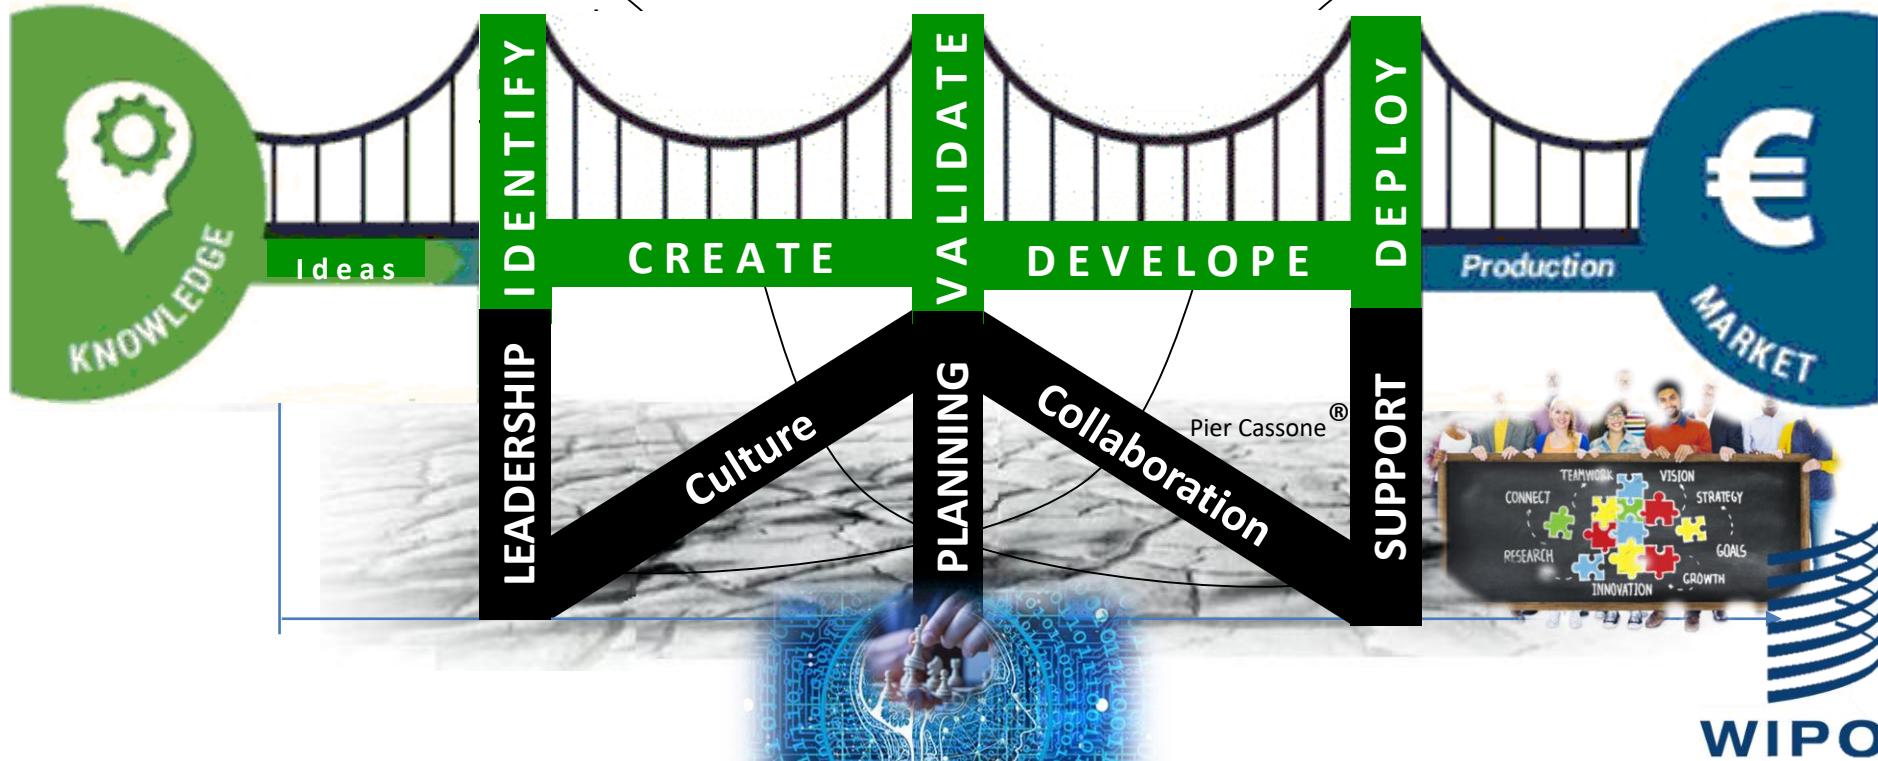 KNOWLEDGE
Ideas
IDENTIFY
CREATE
VALIDATE
DEVELOPE
DEPLOY
Production
MARKET
LEADERSHIP
Culture
PLANNING
Collaboration
Pier Cassone®
SUPPORT
TEAMWORK
VISION
CONNECT
STRATEGY
RESEARCH
GOALS
GROWTH
INNOVATION
WIPO